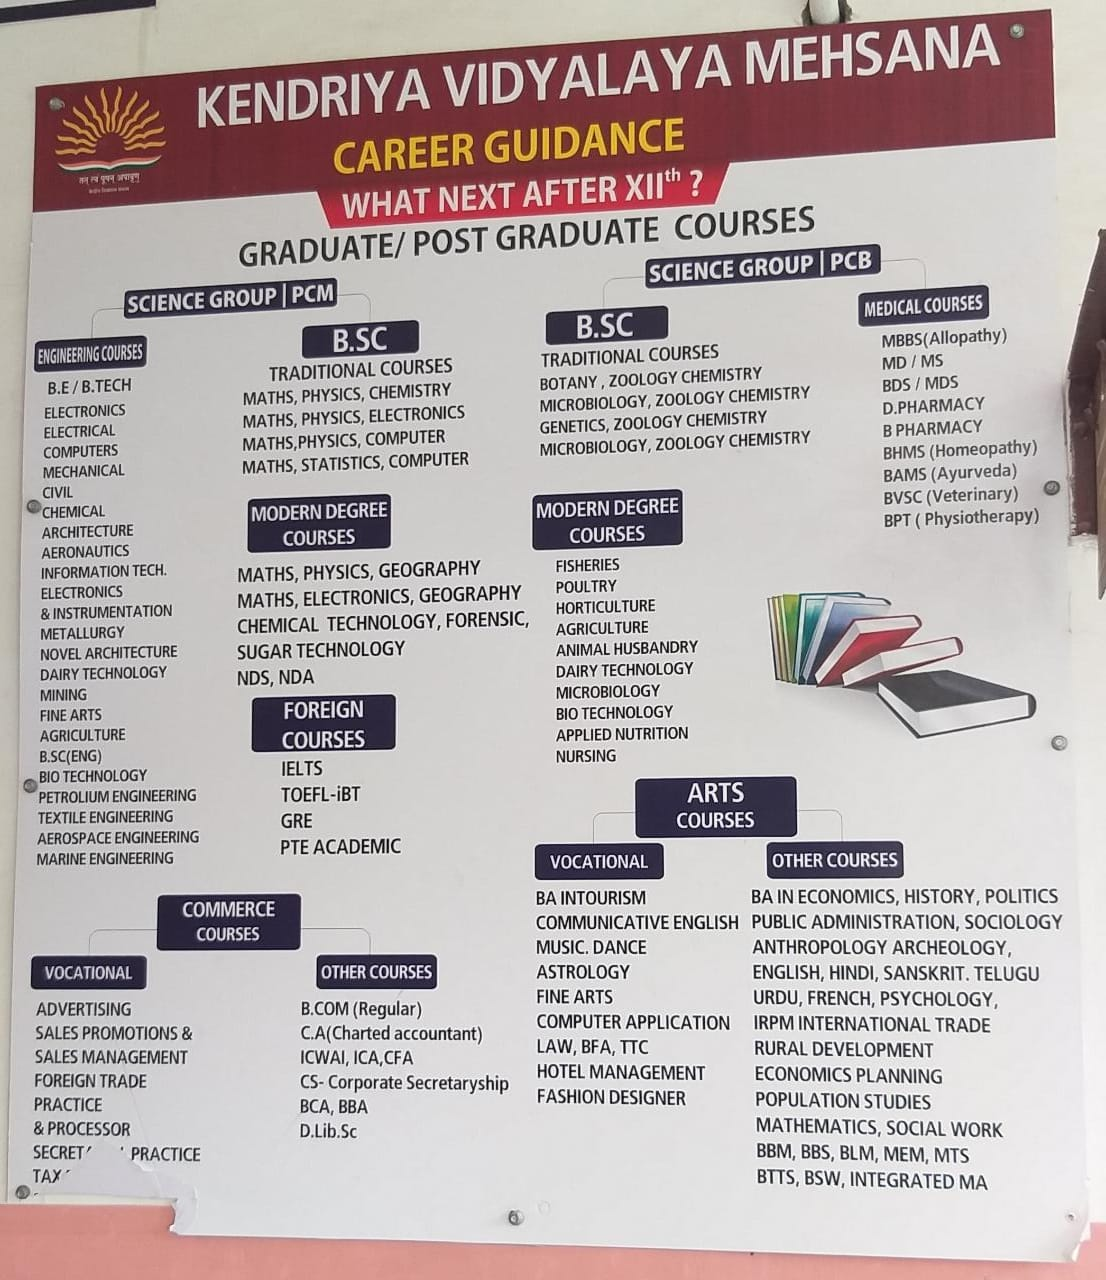 KENDRIYA VIDYALAYA MEHSANA
तत् त्वं पूषन् अपावृणु
केन्द्रीय विद्यालय संगठन
CAREER GUIDANCE
WHAT NEXT AFTER XIIth ?
GRADUATE/ POST GRADUATE COURSES
SCIENCE GROUP | PCM
ENGINEERING COURSES
B.E / B.TECH
ELECTRONICS
ELECTRICAL
COMPUTERS
MECHANICAL
CIVIL
CHEMICAL
ARCHITECTURE
AERONAUTICS
INFORMATION TECH.
ELECTRONICS
& INSTRUMENTATION
METALLURGY
NOVEL ARCHITECTURE
DAIRY TECHNOLOGY
MINING
FINE ARTS
AGRICULTURE
B.SC(ENG)
BIO TECHNOLOGY
PETROLIUM ENGINEERING
TEXTILE ENGINEERING
AEROSPACE ENGINEERING
MARINE ENGINEERING
B.SC
TRADITIONAL COURSES
MATHS, PHYSICS, CHEMISTRY
MATHS, PHYSICS, ELECTRONICS
MATHS,PHYSICS, COMPUTER
MATHS, STATISTICS, COMPUTER
MODERN DEGREE
COURSES
MATHS, PHYSICS, GEOGRAPHY
MATHS, ELECTRONICS, GEOGRAPHY
CHEMICAL TECHNOLOGY, FORENSIC,
SUGAR TECHNOLOGY
NDS, NDA
FOREIGN
COURSES
IELTS
TOEFL-iBT
GRE
PTE ACADEMIC
SCIENCE GROUP | PCB
B.SC
TRADITIONAL COURSES
BOTANY , ZOOLOGY CHEMISTRY
MICROBIOLOGY, ZOOLOGY CHEMISTRY
GENETICS, ZOOLOGY CHEMISTRY
MICROBIOLOGY, ZOOLOGY CHEMISTRY
MODERN DEGREE
COURSES
FISHERIES
POULTRY
HORTICULTURE
AGRICULTURE
ANIMAL HUSBANDRY
DAIRY TECHNOLOGY
MICROBIOLOGY
BIO TECHNOLOGY
APPLIED NUTRITION
NURSING
MEDICAL COURSES
MBBS(Allopathy)
MD / MS
BDS / MDS
D.PHARMACY
B PHARMACY
BHMS (Homeopathy)
BAMS (Ayurveda)
BVSC (Veterinary)
BPT ( Physiotherapy)
COMMERCE
COURSES
VOCATIONAL
ADVERTISING
SALES PROMOTIONS &
SALES MANAGEMENT
FOREIGN TRADE
PRACTICE
& PROCESSOR
PRACTICE
TAX
OTHER COURSES
B.COM (Regular)
C.A(Charted accountant)
ICWAI, ICA,CFA
CS- Corporate Secretaryship
BCA, BBA
D.Lib.Sc
ARTS
COURSES
VOCATIONAL
BA INTOURISM
COMMUNICATIVE ENGLISH
MUSIC. DANCE
ASTROLOGY
FINE ARTS
COMPUTER APPLICATION
LAW, BFA, TTC
HOTEL MANAGEMENT
FASHION DESIGNER
OTHER COURSES
BA IN ECONOMICS, HISTORY, POLITICS
PUBLIC ADMINISTRATION, SOCIOLOGY
ANTHROPOLOGY ARCHEOLOGY,
ENGLISH, HINDI, SANSKRIT. TELUGU
URDU, FRENCH, PSYCHOLOGY,
IRPM INTERNATIONAL TRADE
RURAL DEVELOPMENT
ECONOMICS PLANNING
POPULATION STUDIES
MATHEMATICS, SOCIAL WORK
BBM, BBS, BLM, MEM, MTS
BTTS, BSW, INTEGRATED MA